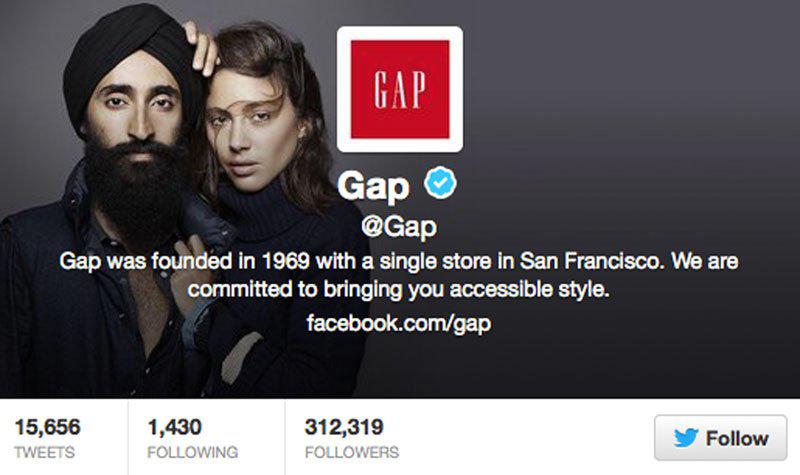 GAP
Gap
@Gap
Gap was founded in 1969 with a single store in San Francisco. We are
committed to bringing you accessible style.
facebook.com/gap
15,656
TWEETS
1,430
FOLLOWING
312,319
FOLLOWERS
Follow